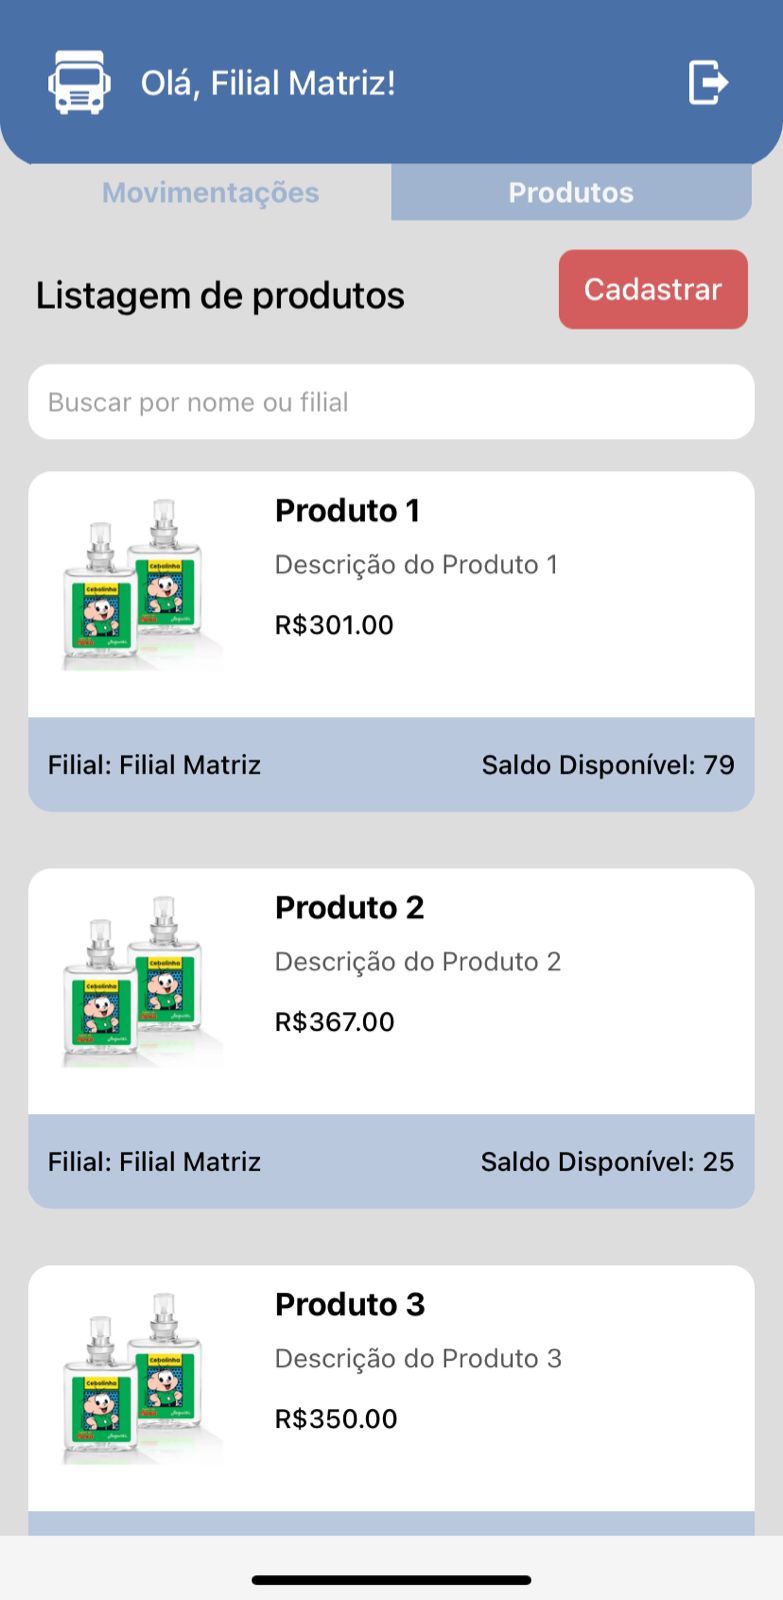 Olá, Filial Matriz!
Movimentações
Produtos
Listagem de produtos
Cadastrar
Buscar por nome ou filial
Produto 1
Descrição do Produto 1
R$301.00
Cebolinha
Cebolinha
Filial: Filial Matriz
Saldo Disponível: 79
Produto 2
Descrição do Produto 2
R$367.00
Cebolinha
Cebolinha
Filial: Filial Matriz
Saldo Disponível: 25
Produto 3
Descrição do Produto 3
R$350.00
Cebolinha
Cebolinha